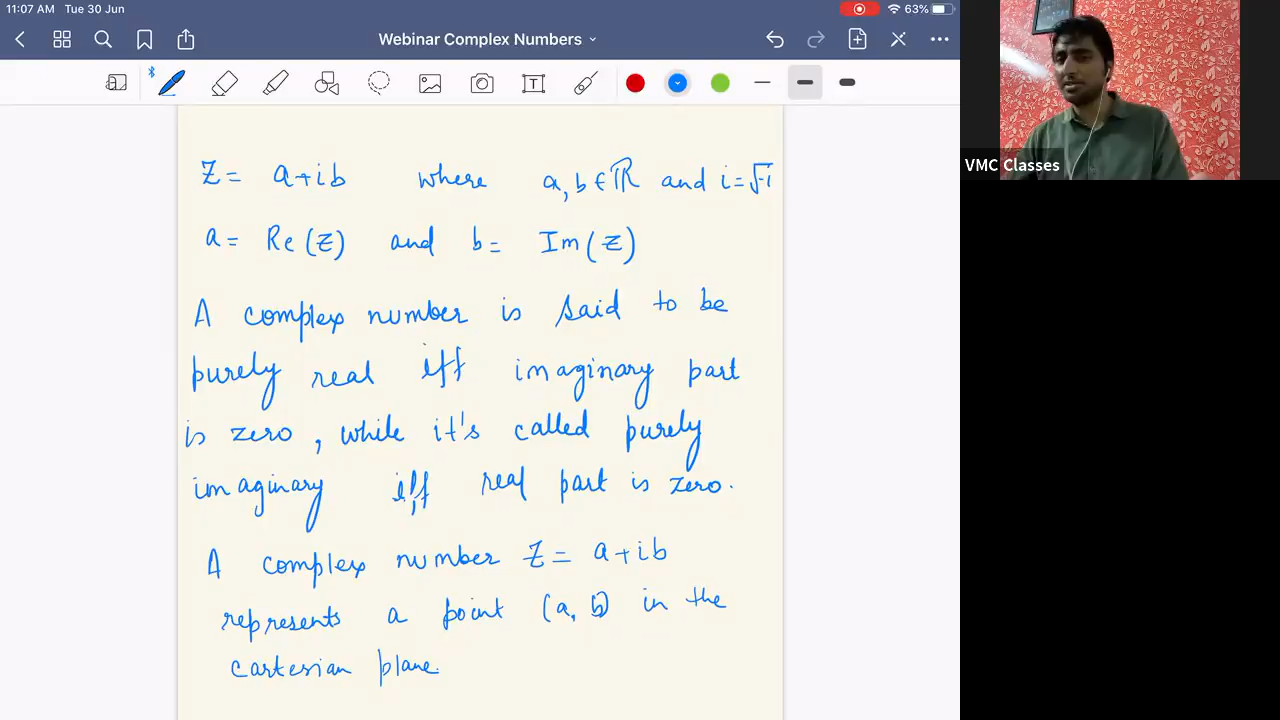 11:07 AM Tue 30 Jun
63%
Webinar Complex Numbers
VMC Classes
Z = a+ib where a, b ∈ ℝ and i = √-1
a = Re(Z) and b = Im(Z)
A complex number is said to be
purely real iff imaginary part
is zero, while it's called purely
imaginary iff real part is zero.
A complex number Z = a+ib
represents a point (a, b) in the
cartesian plane.